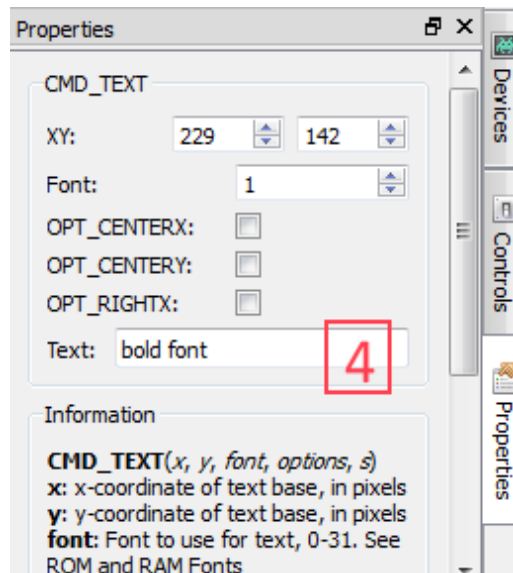 Properties
CMD_TEXT
XY: 229 142
Font: 1
OPT_CENTERX:
OPT_CENTERY:
OPT_RIGHTX:
Text: bold font
4
Information
CMD_TEXT(x, y, font, options, s)
x: x-coordinate of text base, in pixels
y: y-coordinate of text base, in pixels
font: Font to use for text, 0-31. See
ROM and RAM Fonts
Devices
Controls
Properties